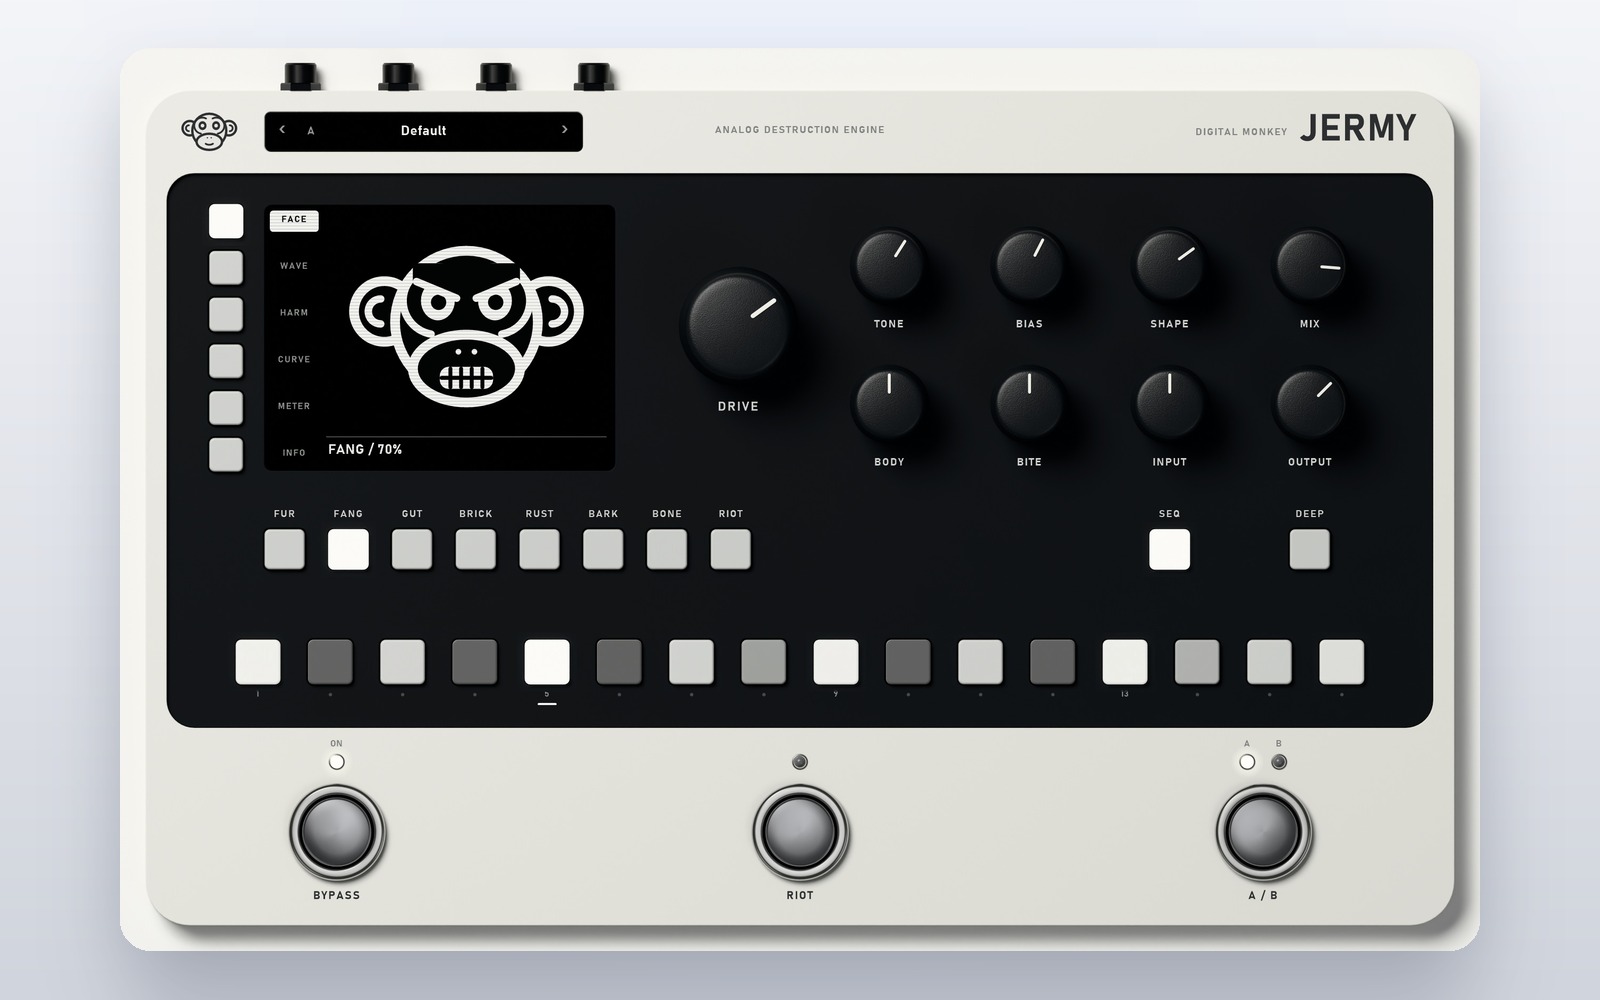 ‹ A Default ›
ANALOG DESTRUCTION ENGINE
DIGITAL MONKEY JERMY
FACE
WAVE
HARM
CURVE
METER
INFO
FANG / 70%
DRIVE
TONE BIAS SHAPE MIX
BODY BITE INPUT OUTPUT
FUR FANG GUT BRICK RUST BARK BONE RIOT
SEQ DEEP
1 5 9 13
ON
A B
BYPASS RIOT A / B